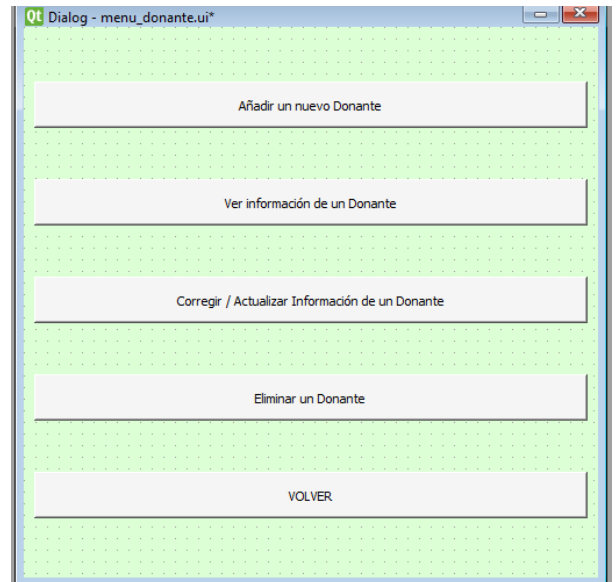 Qt Dialog - menu_donante.ui*
Añadir un nuevo Donante
Ver información de un Donante
Corregir / Actualizar Información de un Donante
Eliminar un Donante
VOLVER